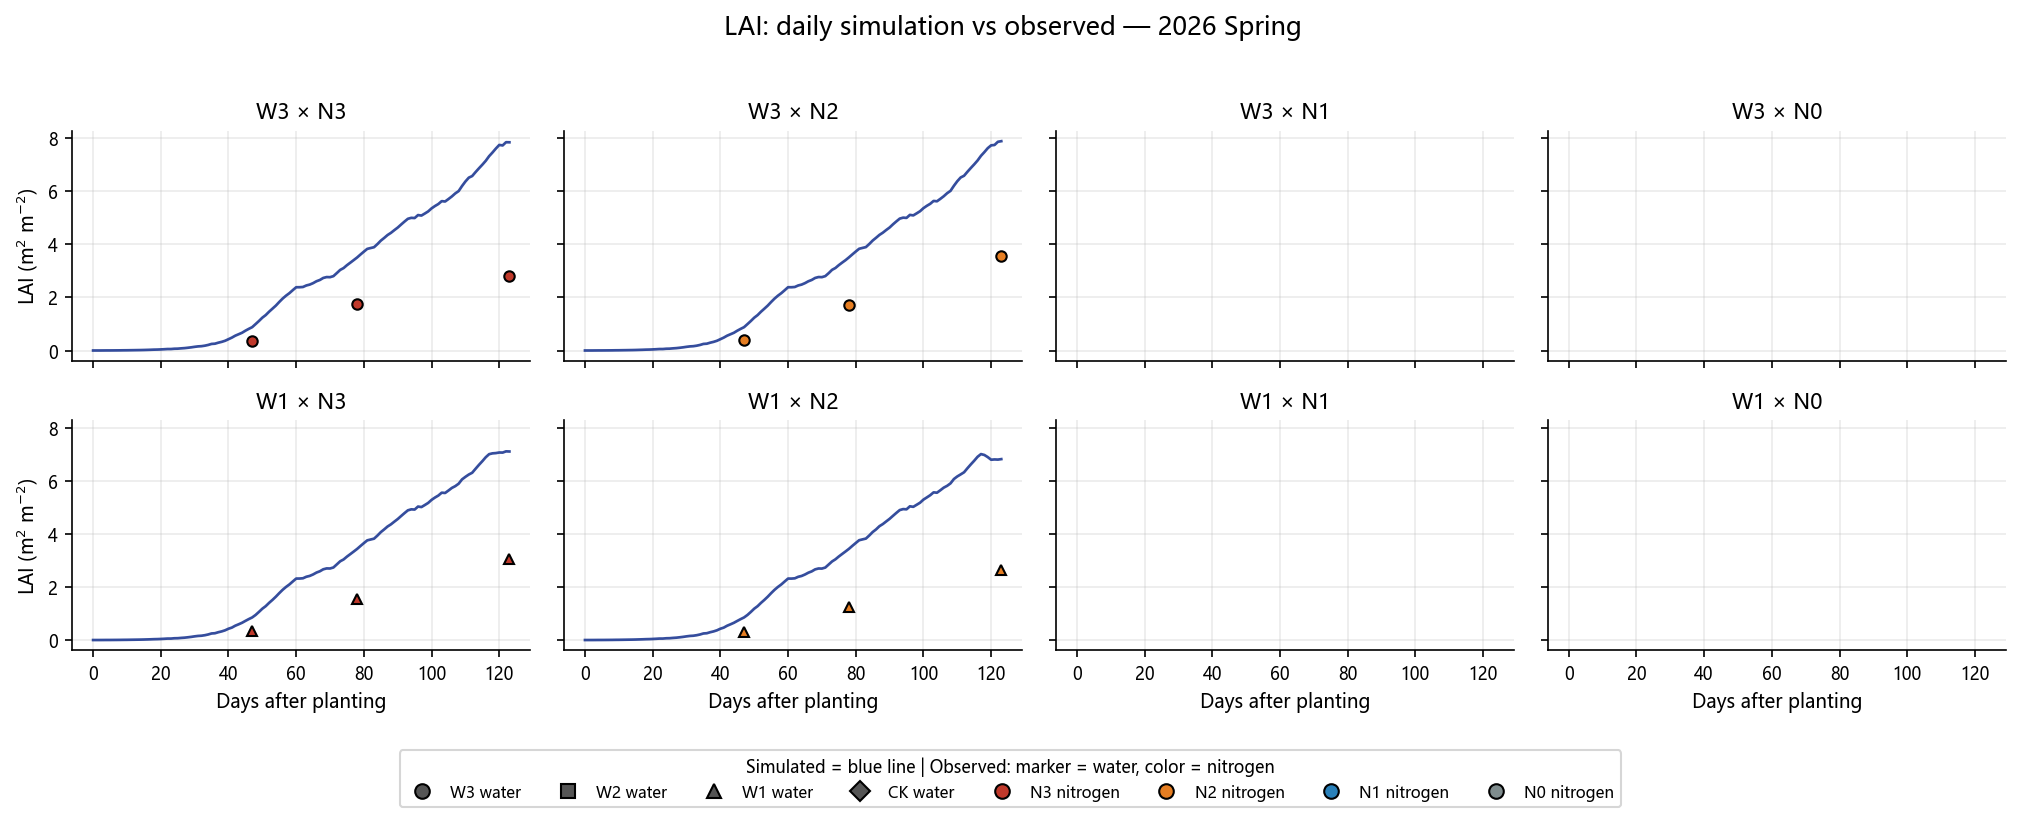 LAI: daily simulation vs observed — 2026 Spring
W3 × N3
W3 × N2
W3 × N1
W3 × N0
LAI (m² m⁻²)
8
6
4
2
0
W1 × N3
W1 × N2
W1 × N1
W1 × N0
LAI (m² m⁻²)
8
6
4
2
0
0 20 40 60 80 100 120
0 20 40 60 80 100 120
0 20 40 60 80 100 120
0 20 40 60 80 100 120
Days after planting
Days after planting
Days after planting
Days after planting
Simulated = blue line | Observed: marker = water, color = nitrogen
W3 water W2 water W1 water CK water N3 nitrogen N2 nitrogen N1 nitrogen N0 nitrogen